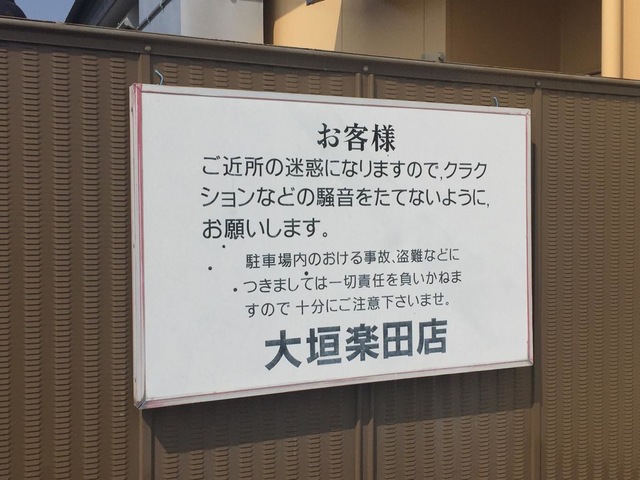 お客様
ご近所の迷惑になりますので,クラク
ションなどの騒音をたてないように,
お願いします。
駐車場内のおける事故、盗難などに
つきましては一切責任を負いかねま
すので 十分にご注意下さいませ。
大垣楽田店